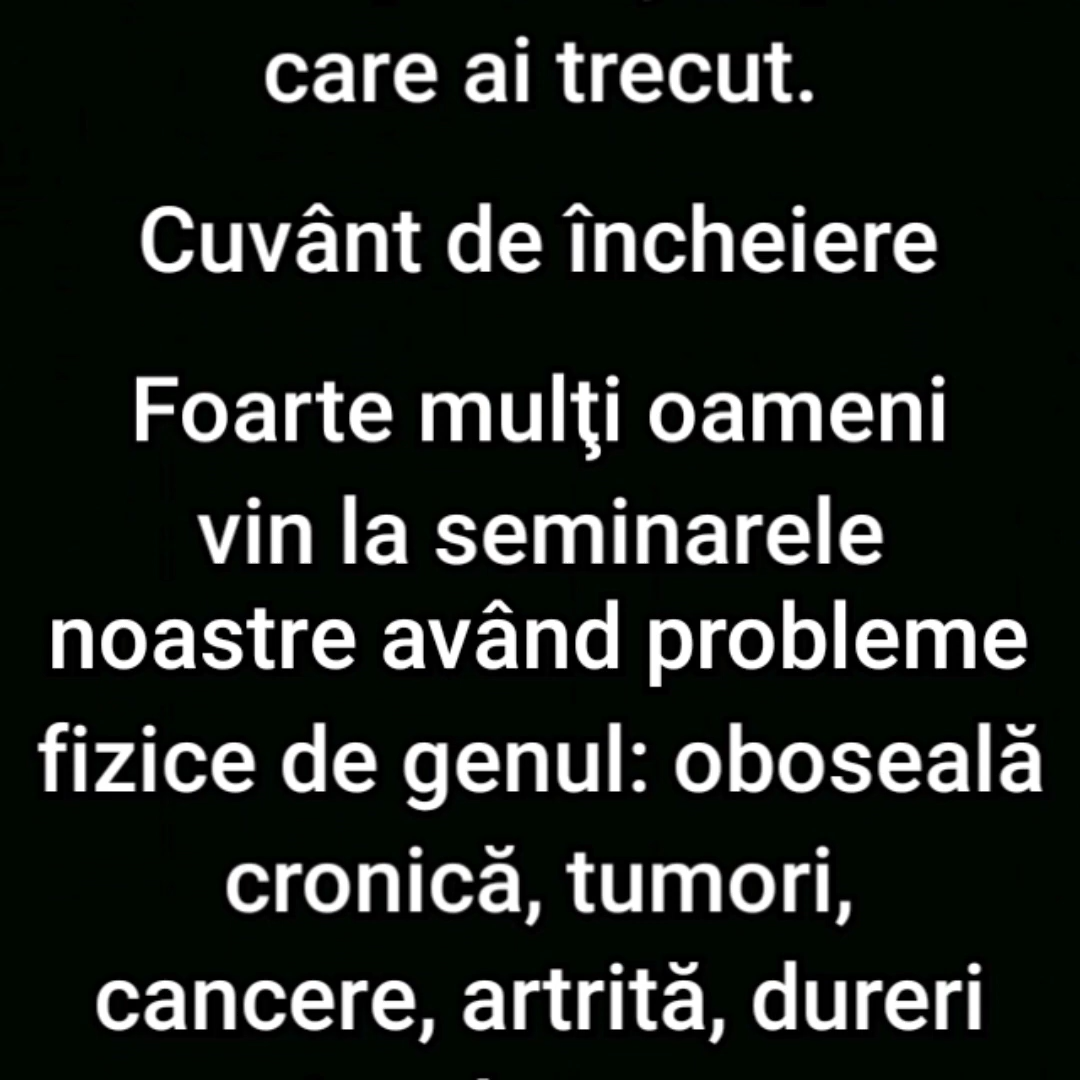 care ai trecut.
Cuvânt de încheiere
Foarte mulţi oameni
vin la seminarele
noastre având probleme
fizice de genul: oboseală
cronică, tumori,
cancere, artrită, dureri